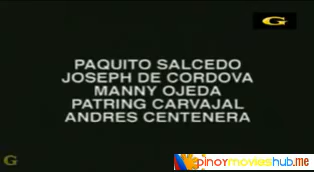 G
PAQUITO SALCEDO
JOSEPH DE CORDOVA
MANNY OJEDA
PATRING CARVAJAL
ANDRES CENTENERA
G
pinoymovieshub.me